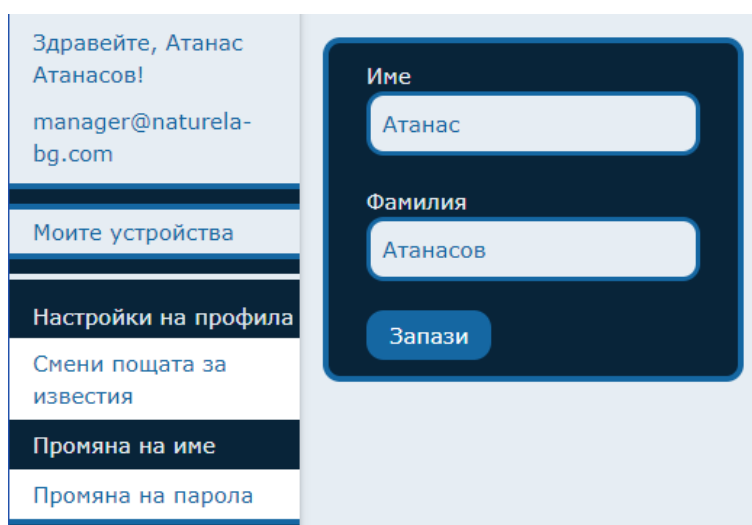 Здравейте, Атанас
Атанасов!
manager@naturela-
bg.com
Моите устройства
Настройки на профила
Смени пощата за
известия
Промяна на име
Промяна на парола
Име
Атанас
Фамилия
Атанасов
Запази